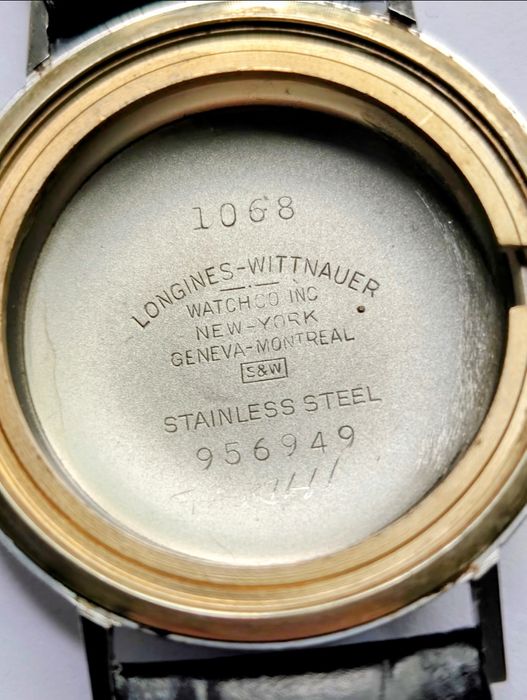 1068
LONGINES-WITTNAUER
WATCH CO INC
NEW-YORK
GENEVA-MONTREAL
S&W
STAINLESS STEEL
956949